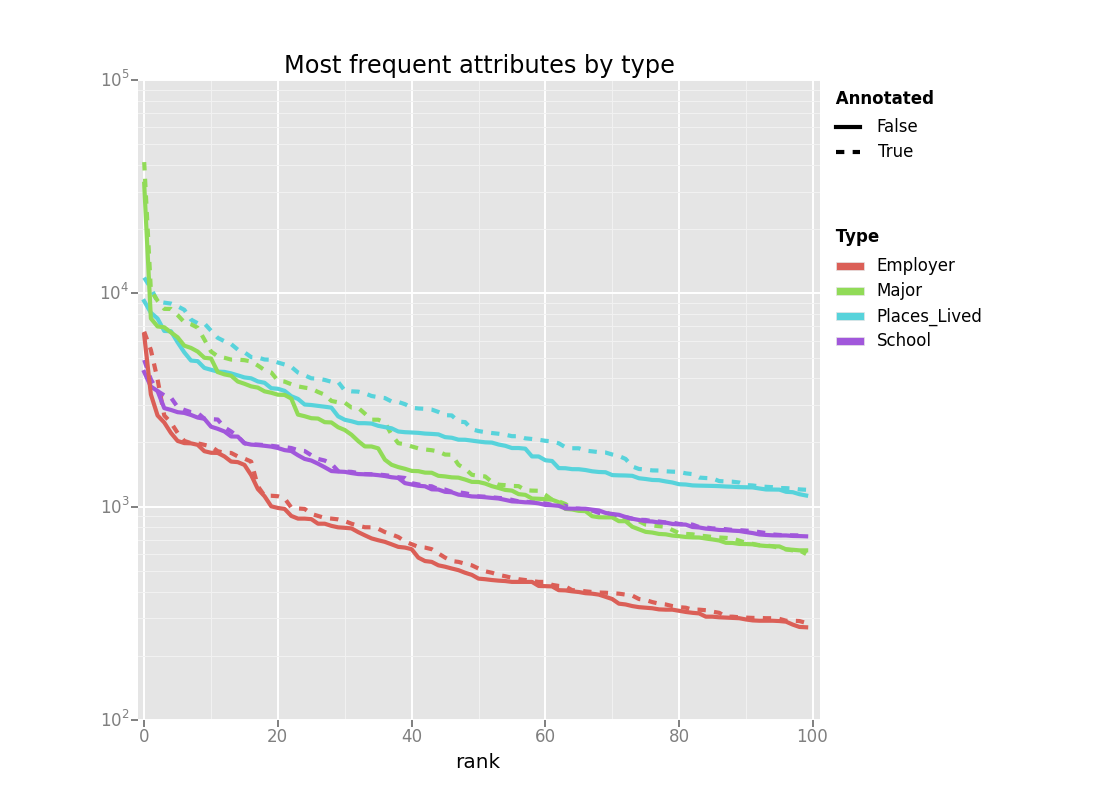 Most frequent attributes by type
10^5
10^4
10^3
10^2
0 20 40 60 80 100
rank
Annotated
False
True
Type
Employer
Major
Places_Lived
School